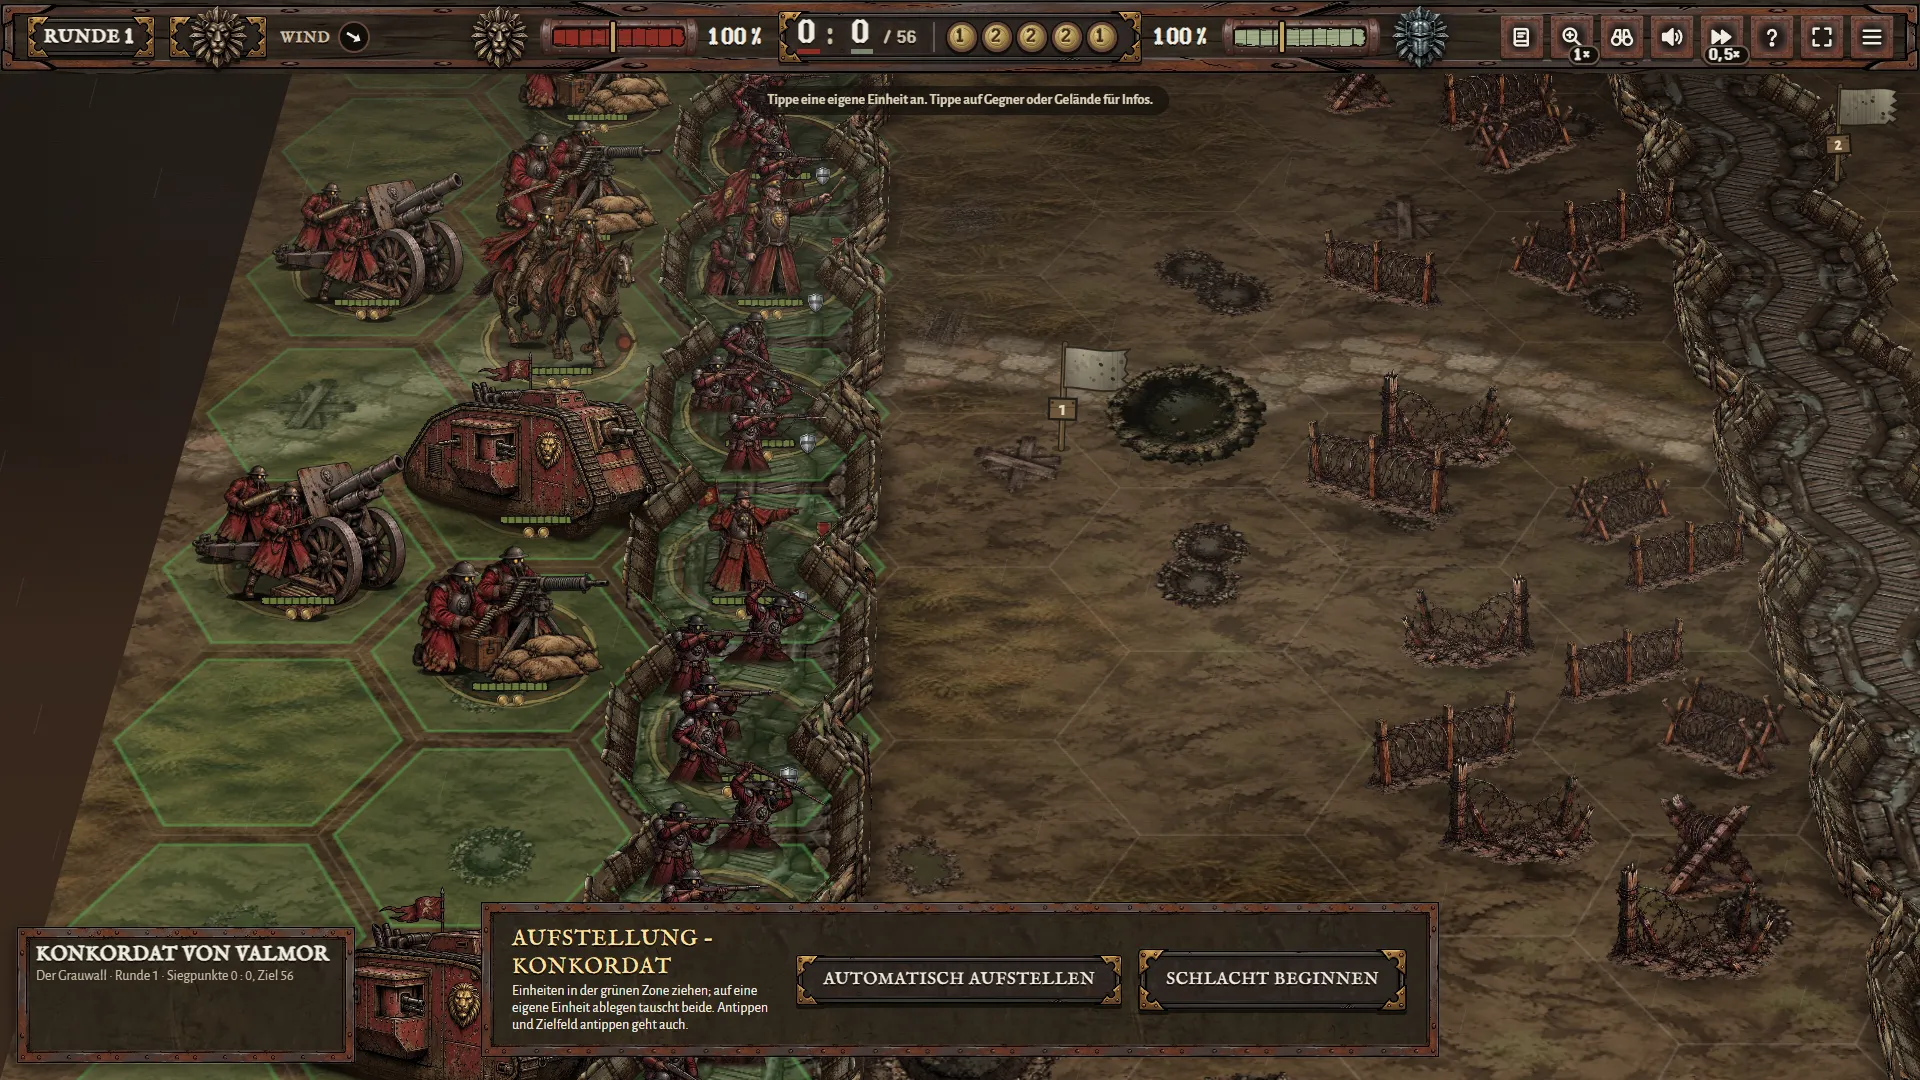 RUNDE 1
WIND
100 %
0 : 0 / 56
1 2 2 2 1
100 %
1×
0,5×
?
Tippe eine eigene Einheit an. Tippe auf Gegner oder Gelände für Infos.
2
1
KONKORDAT VON VALMOR
Der Grauwall · Runde 1 · Siegpunkte 0 : 0, Ziel 56
AUFSTELLUNG –
KONKORDAT
Einheiten in der grünen Zone ziehen; auf eine
eigene Einheit ablegen tauscht beide. Antippen
und Zielfeld antippen geht auch.
AUTOMATISCH AUFSTELLEN
SCHLACHT BEGINNEN